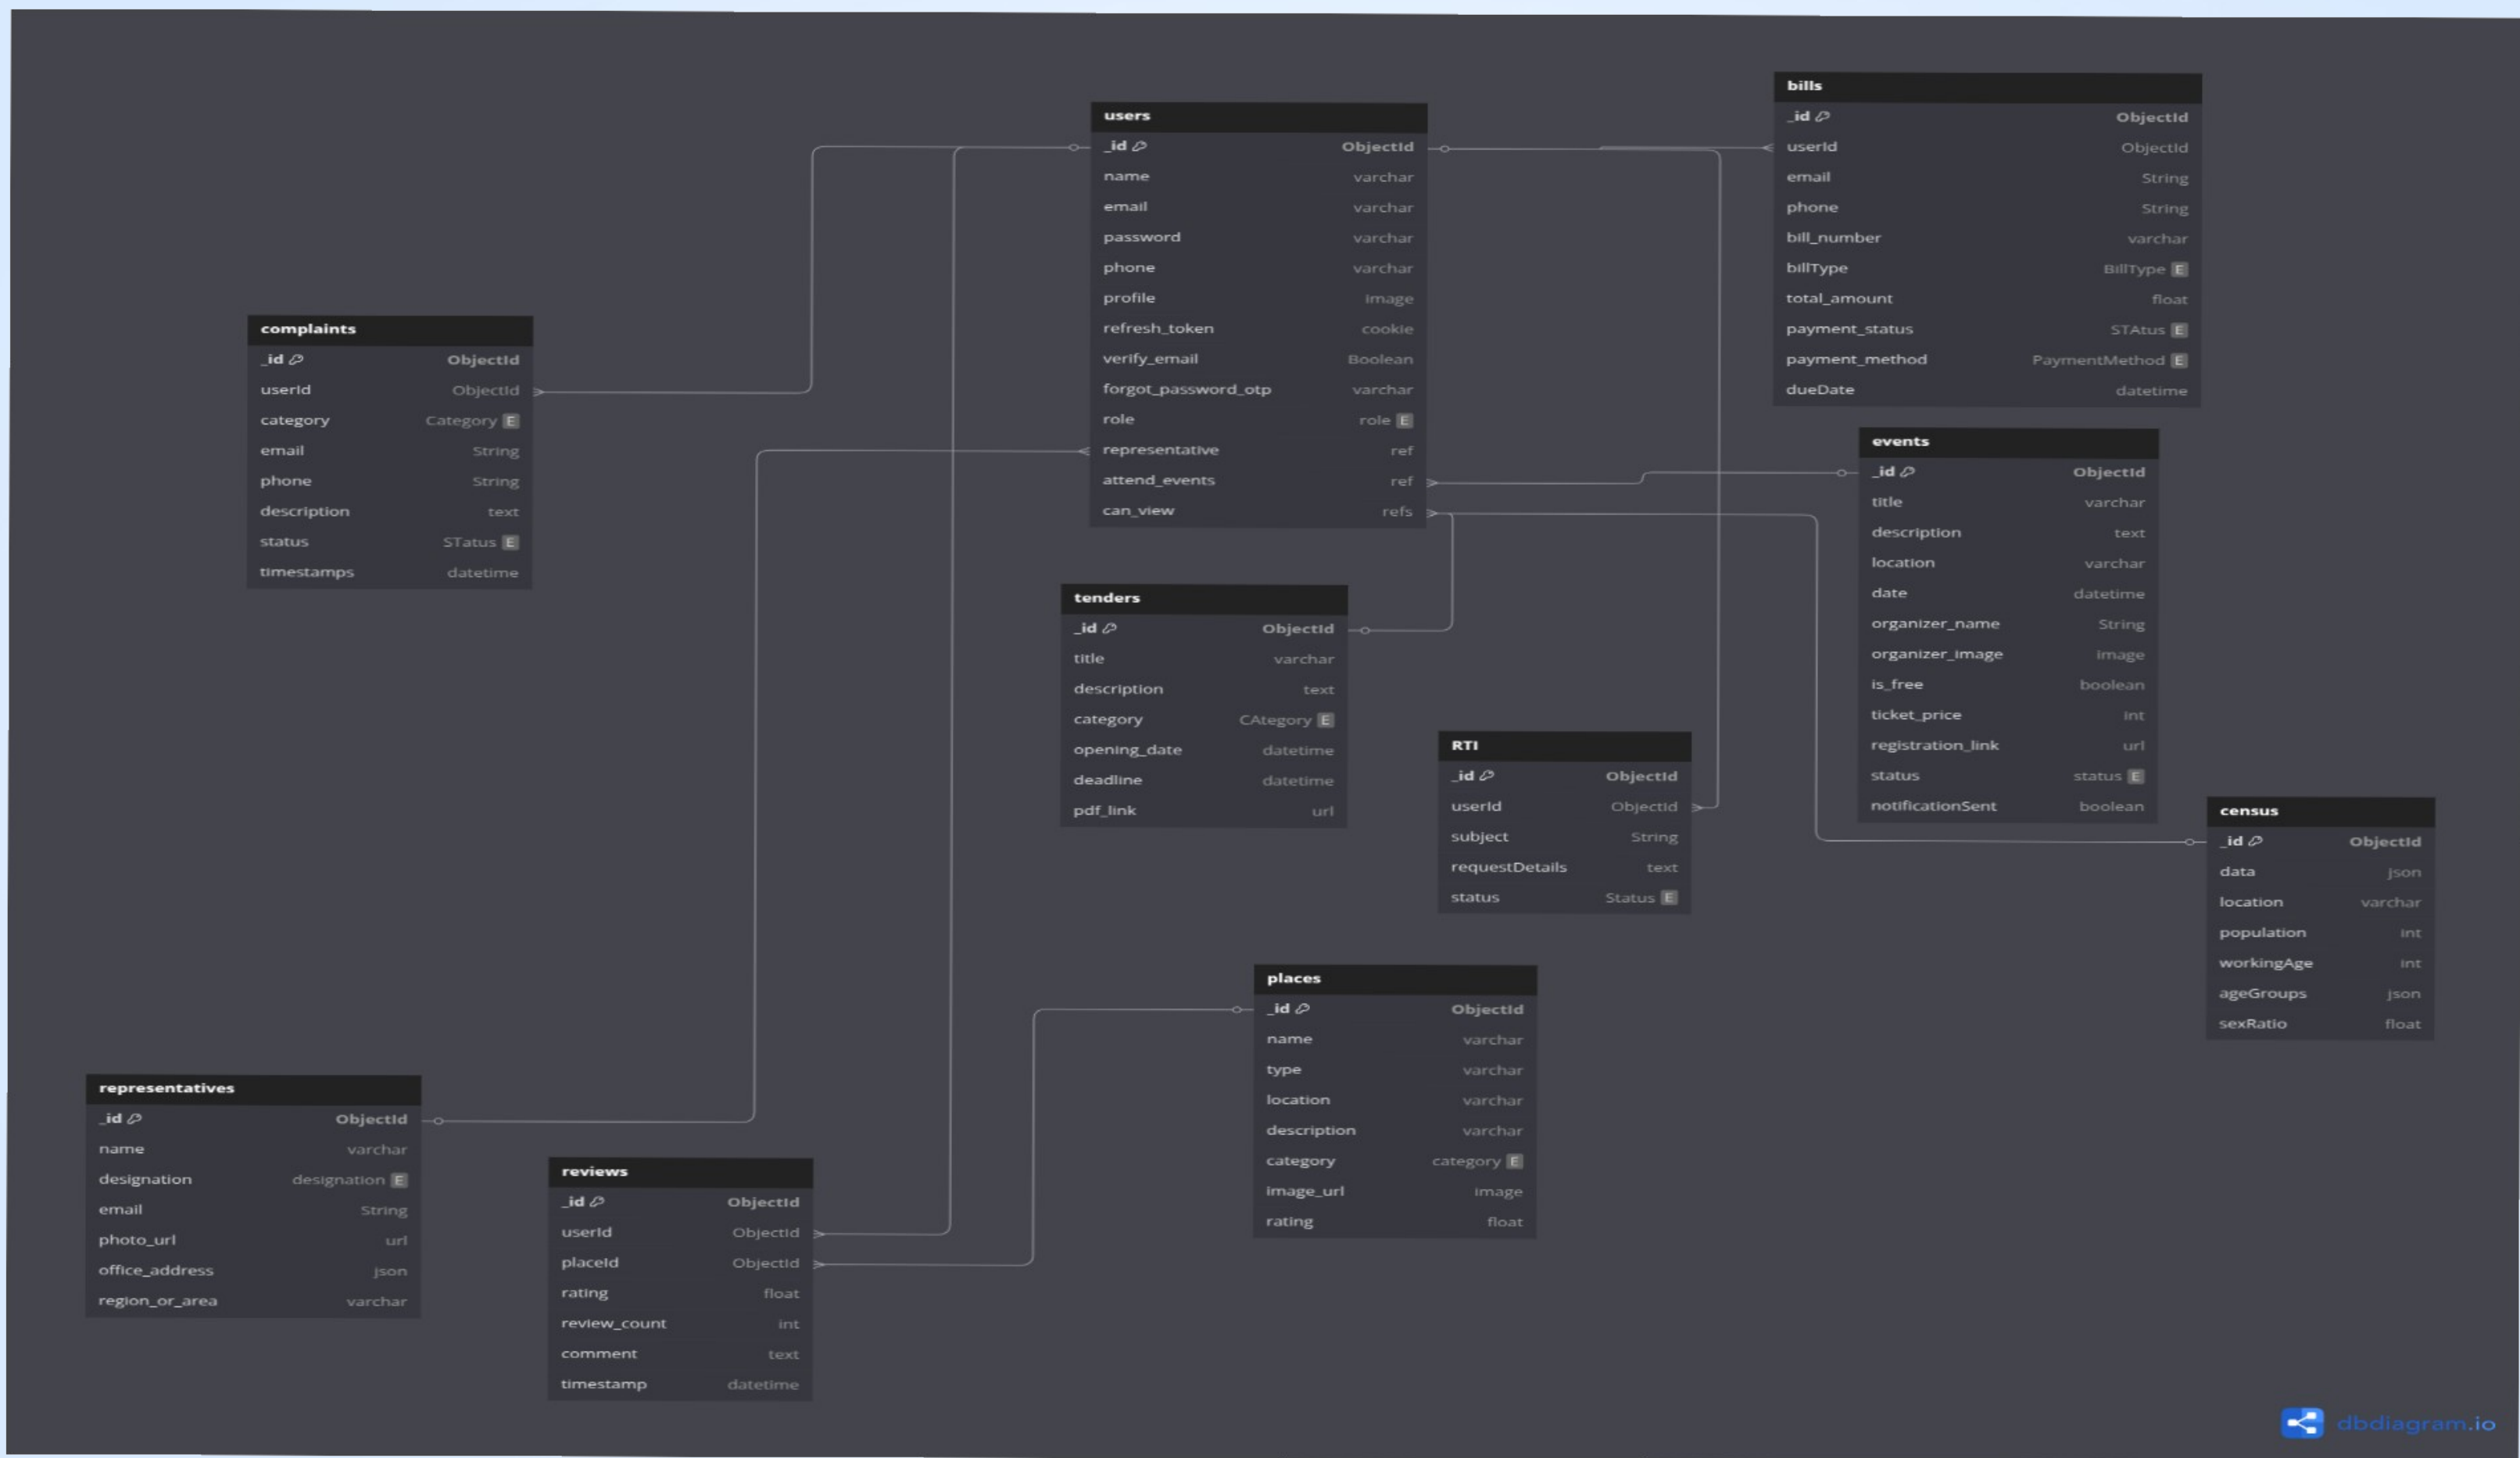 users
_id ObjectId
name varchar
email varchar
password varchar
phone varchar
profile image
refresh_token cookie
verify_email Boolean
forgot_password_otp varchar
role role E
representative ref
attend_events ref
can_view refs
bills
_id ObjectId
userId ObjectId
email String
phone String
bill_number varchar
billType BillType E
total_amount float
payment_status STAtus E
payment_method PaymentMethod E
dueDate datetime
complaints
_id ObjectId
userId ObjectId
category Category E
email String
phone String
description text
status STatus E
timestamps datetime
events
_id ObjectId
title varchar
description text
location varchar
date datetime
organizer_name String
organizer_image image
is_free boolean
ticket_price int
registration_link url
status status E
notificationSent boolean
tenders
_id ObjectId
title varchar
description text
category CAtegory E
opening_date datetime
deadline datetime
pdf_link url
RTI
_id ObjectId
userId ObjectId
subject String
requestDetails text
status Status E
census
_id ObjectId
data json
location varchar
population int
workingAge int
ageGroups json
sexRatio float
places
_id ObjectId
name varchar
type varchar
location varchar
description varchar
category category E
image_url image
rating float
representatives
_id ObjectId
name varchar
designation designation E
email String
photo_url url
office_address json
region_or_area varchar
reviews
_id ObjectId
userId ObjectId
placeId ObjectId
rating float
review_count int
comment text
timestamp datetime
dbdiagram.io